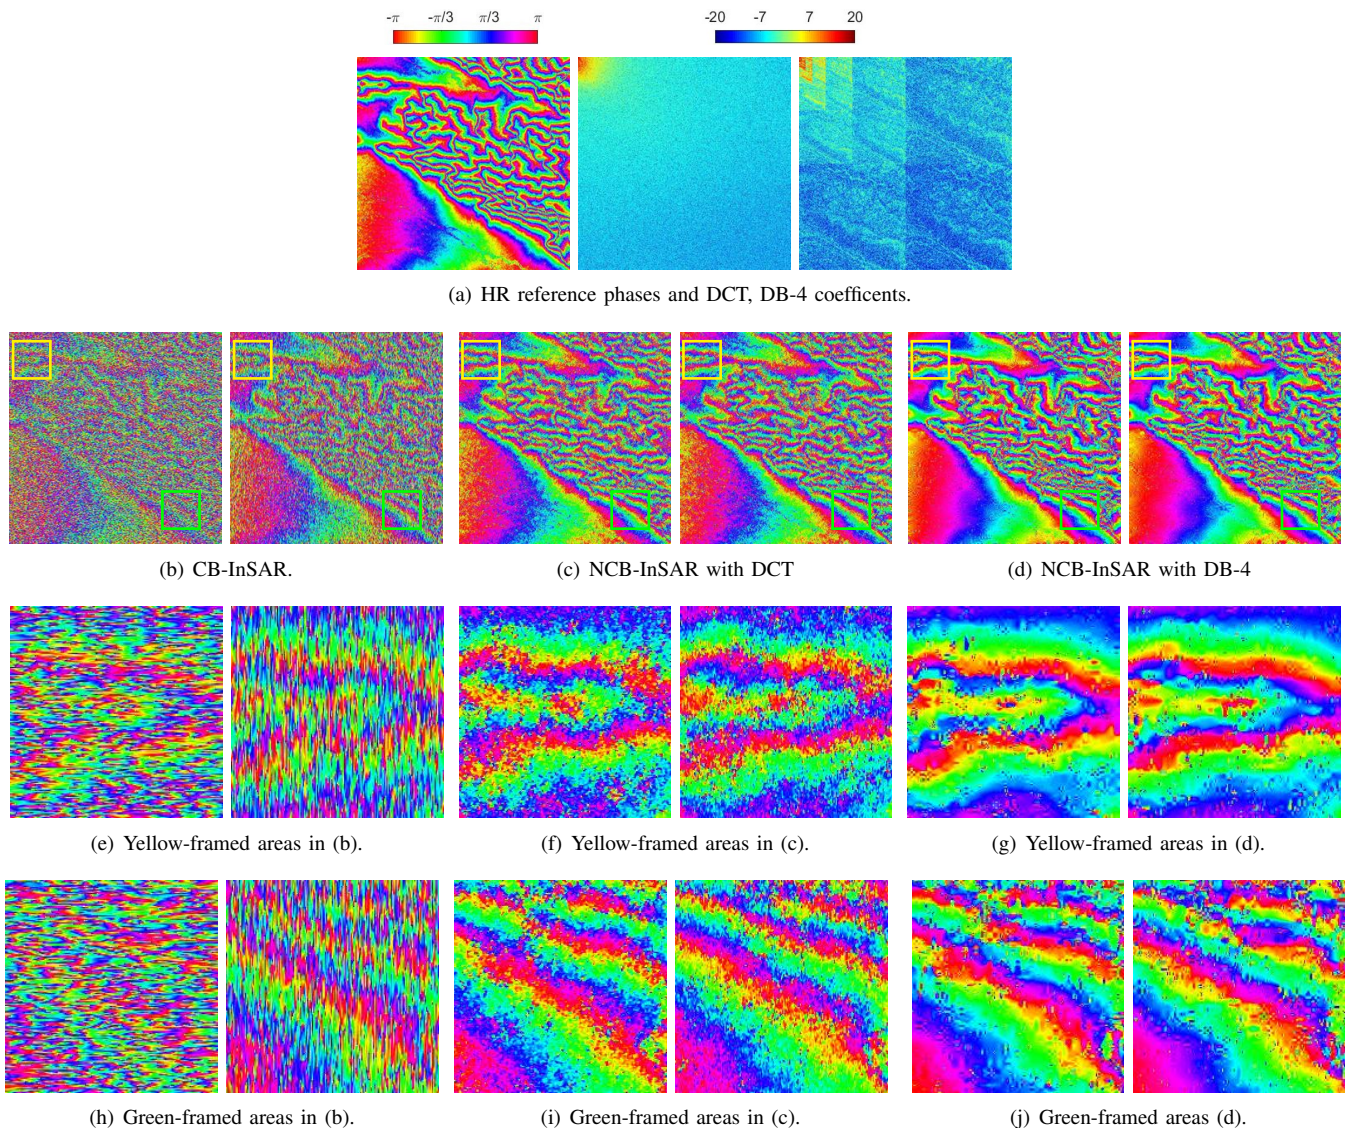 -π -π/3 π/3 π
-20 -7 7 20
(a) HR reference phases and DCT, DB-4 coefficents.
(b) CB-InSAR.
(c) NCB-InSAR with DCT
(d) NCB-InSAR with DB-4
(e) Yellow-framed areas in (b).
(f) Yellow-framed areas in (c).
(g) Yellow-framed areas in (d).
(h) Green-framed areas in (b).
(i) Green-framed areas in (c).
(j) Green-framed areas (d).